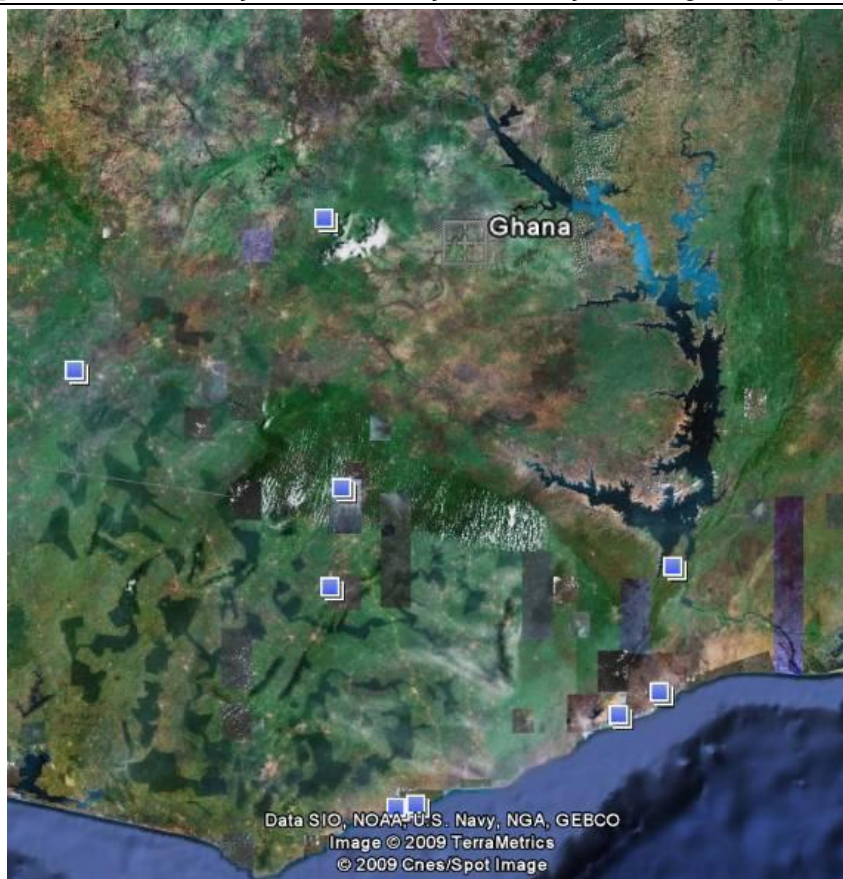 Ghana
Data SIO, NOAA, U.S. Navy, NGA, GEBCO
Image © 2009 TerraMetrics
© 2009 Cnes/Spot Image